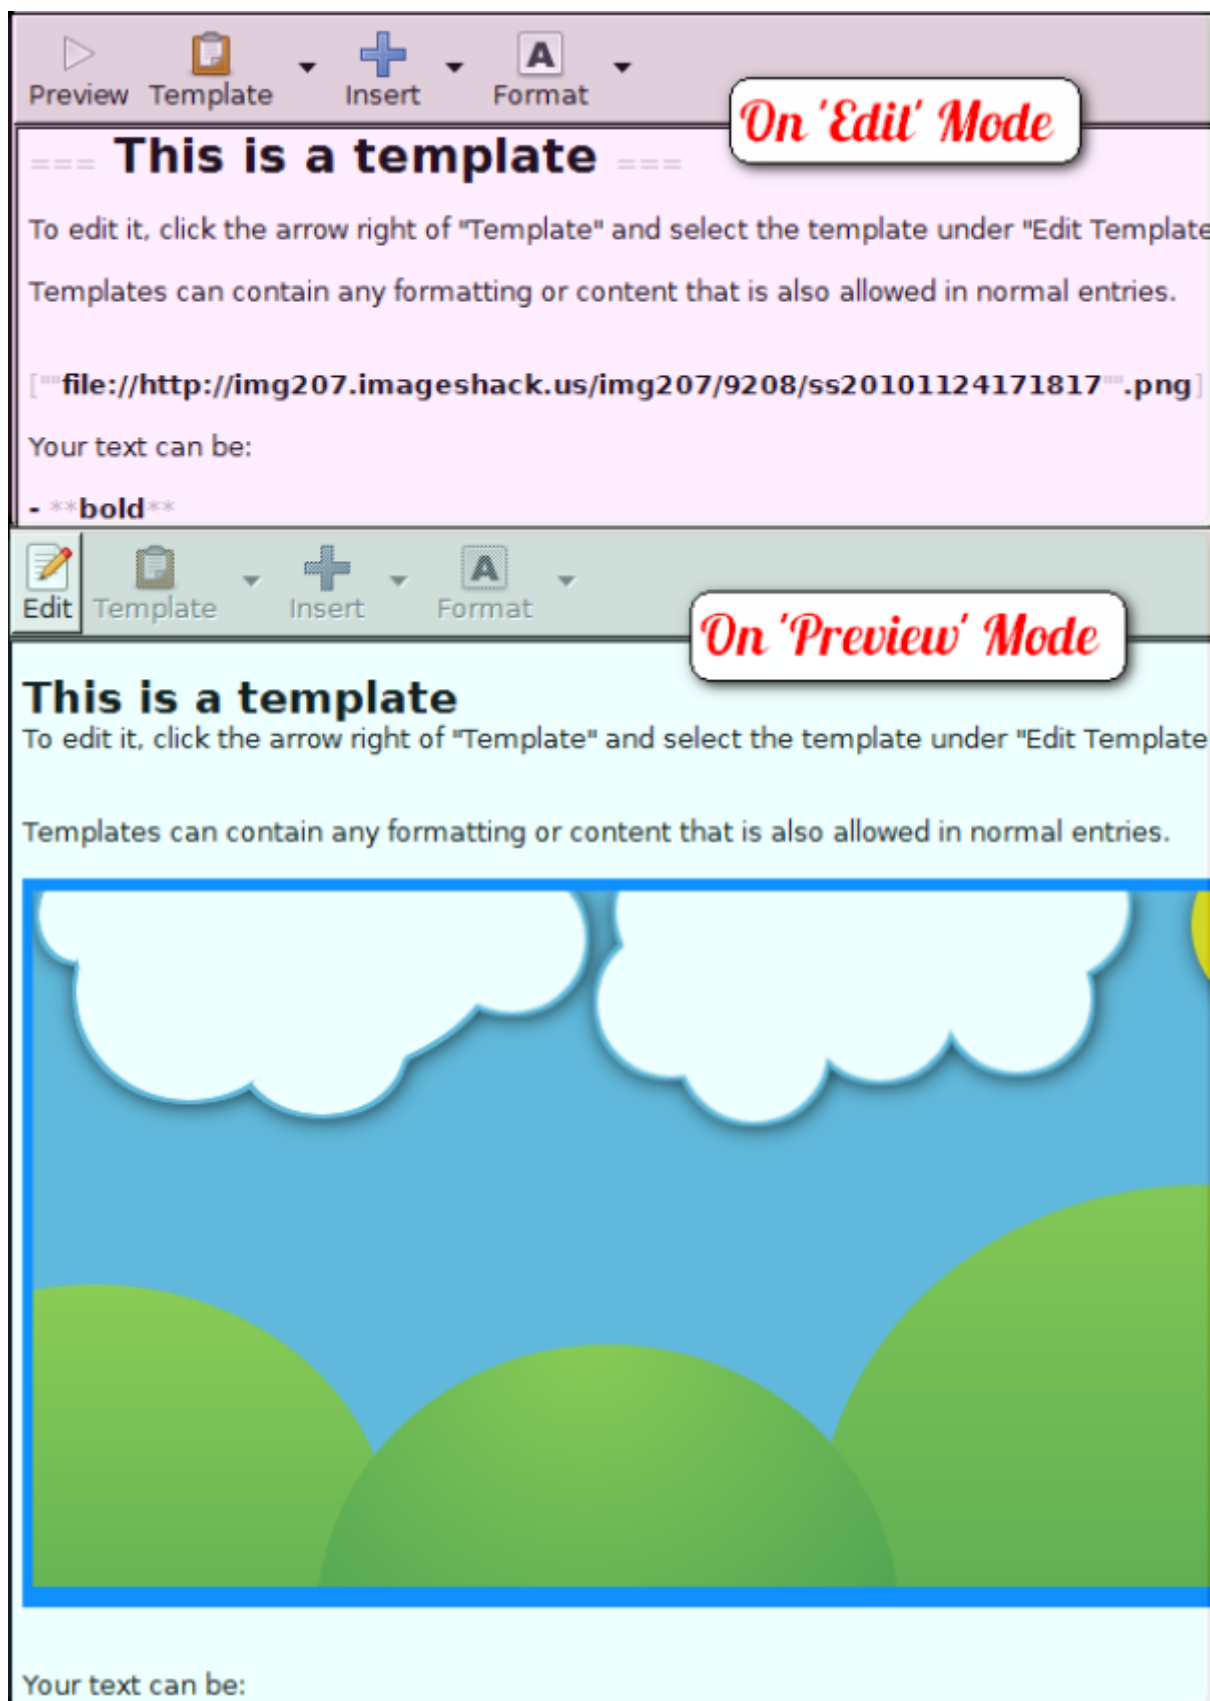 Preview Template Insert Format
On 'Edit' Mode
=== This is a template ===
To edit it, click the arrow right of "Template" and select the template under "Edit Template
Templates can contain any formatting or content that is also allowed in normal entries.
[""file://http://img207.imageshack.us/img207/9208/ss20101124171817"".png]
Your text can be:
- **bold**
Edit Template Insert Format
On 'Preview' Mode
This is a template
To edit it, click the arrow right of "Template" and select the template under "Edit Template
Templates can contain any formatting or content that is also allowed in normal entries.
Your text can be: